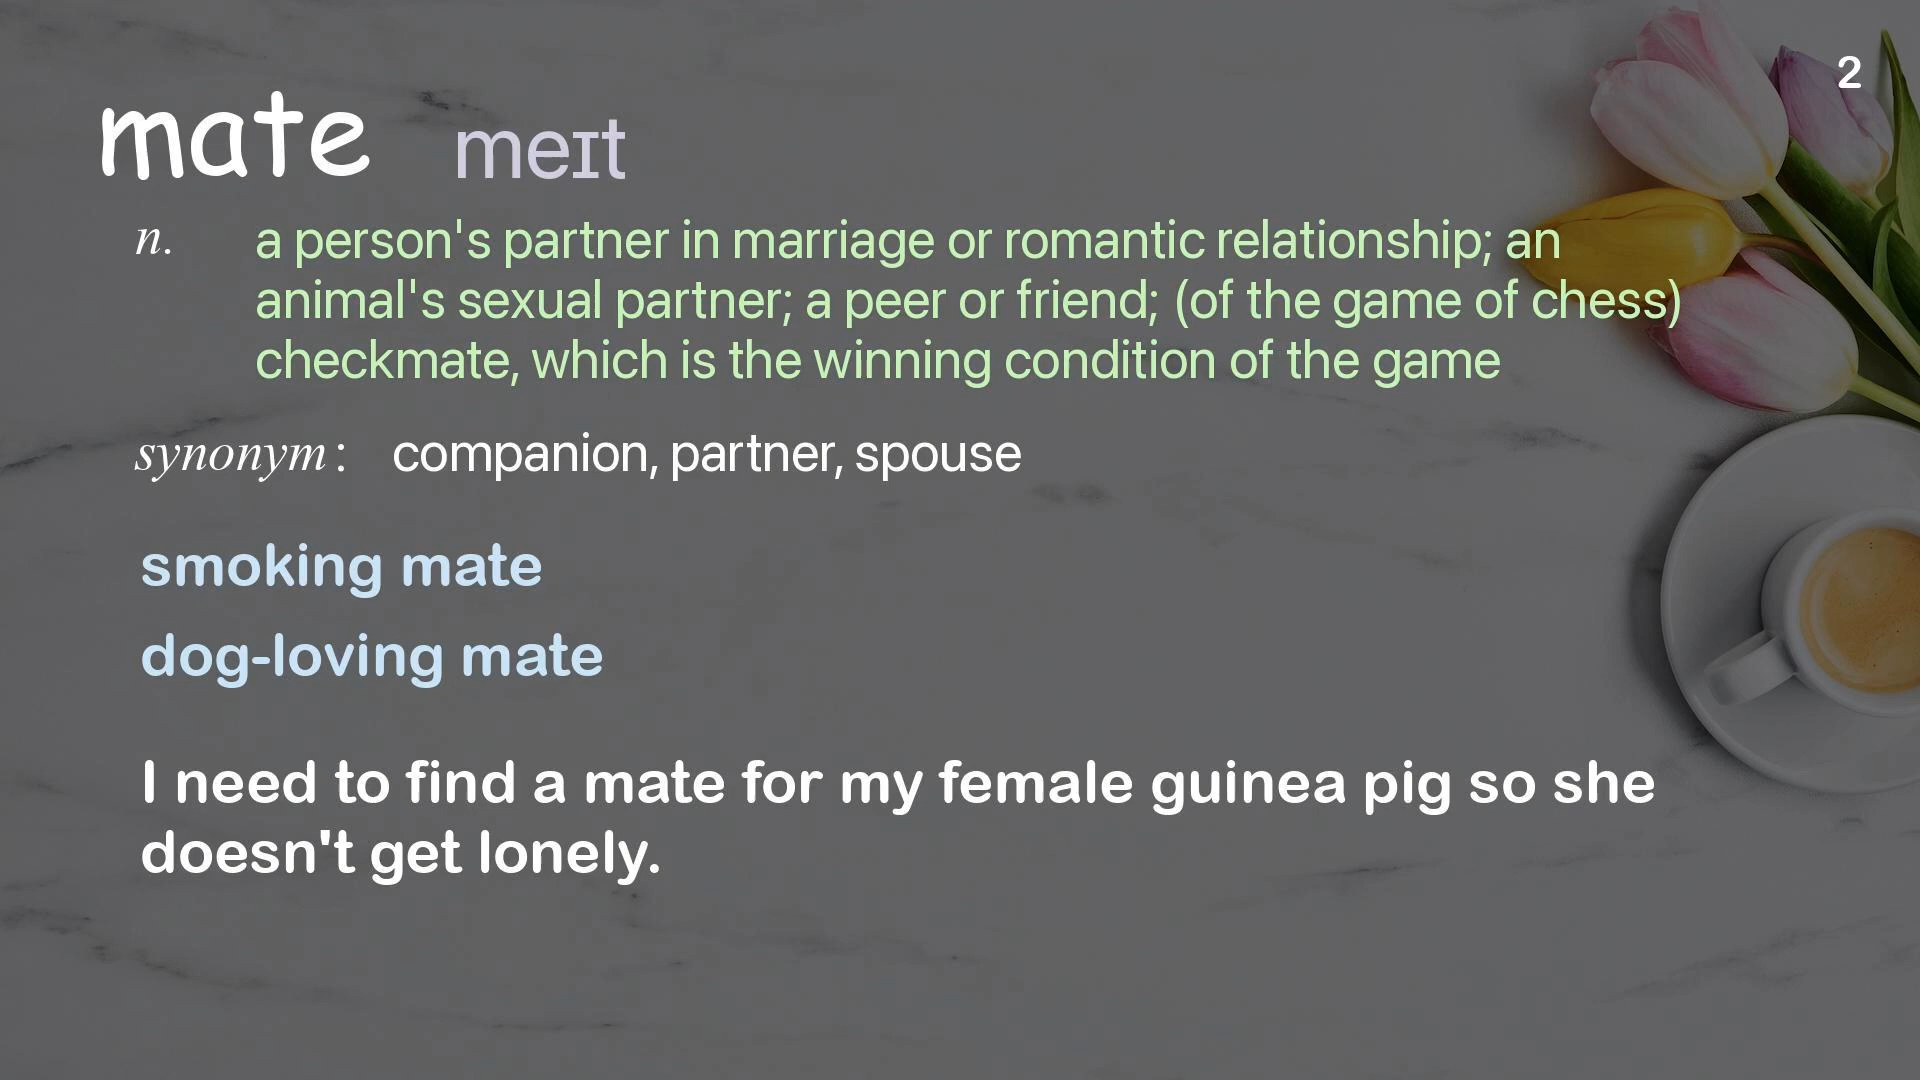 2
mate meɪt
n. a person's partner in marriage or romantic relationship; an
animal's sexual partner; a peer or friend; (of the game of chess)
checkmate, which is the winning condition of the game
synonym: companion, partner, spouse
smoking mate
dog-loving mate
I need to find a mate for my female guinea pig so she
doesn't get lonely.